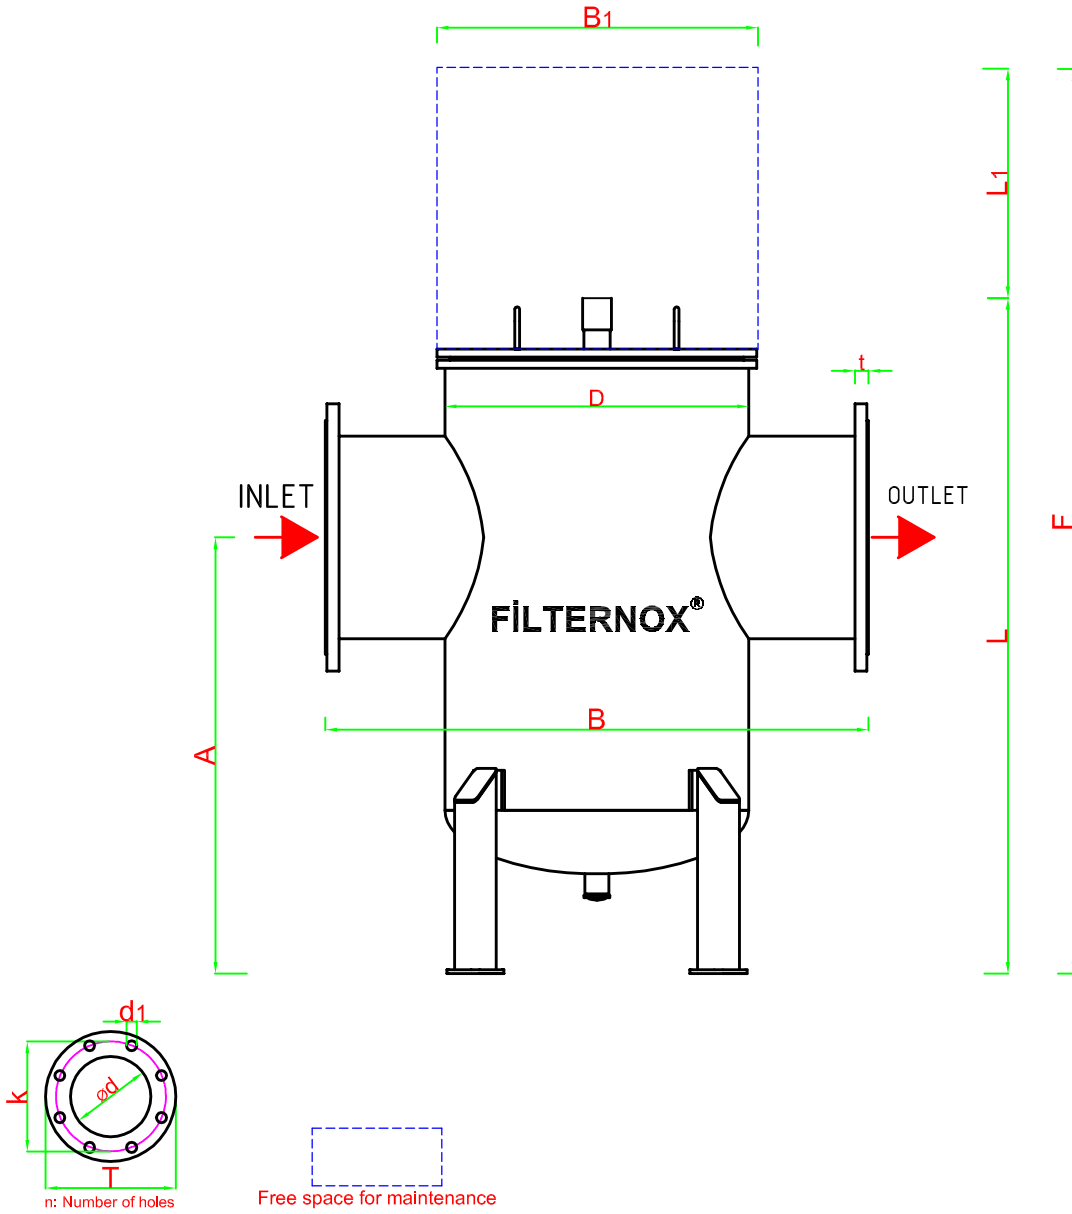 B1
L1
t
D
INLET
OUTLET
F
FİLTERNOX®
L
B
A
d1
ød
k
T
n: Number of holes
Free space for maintenance